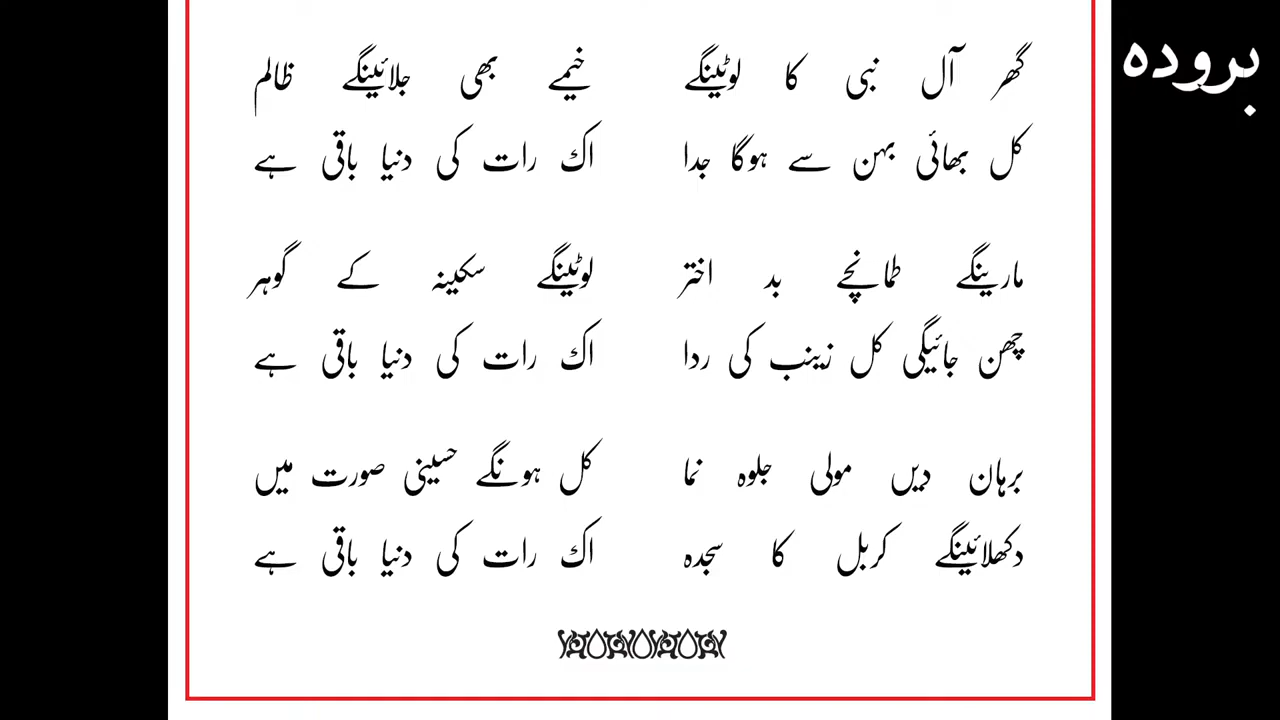 بروده
گھر آل نبی کا لوٹینگے خیمے بھی جلائینگے ظالم
کل بھائی بہن سے ہوگا جدا اک رات کی دنیا باقی ہے
مارینگے طمانچے بد اختر لوٹینگے سکینہ کے گوہر
چھن جائیگی کل زینب کی ردا اک رات کی دنیا باقی ہے
برہان دیں مولی جلوہ نما کل ہونگے حسینی صورت میں
دکھلائینگے کربل کا سجدہ اک رات کی دنیا باقی ہے